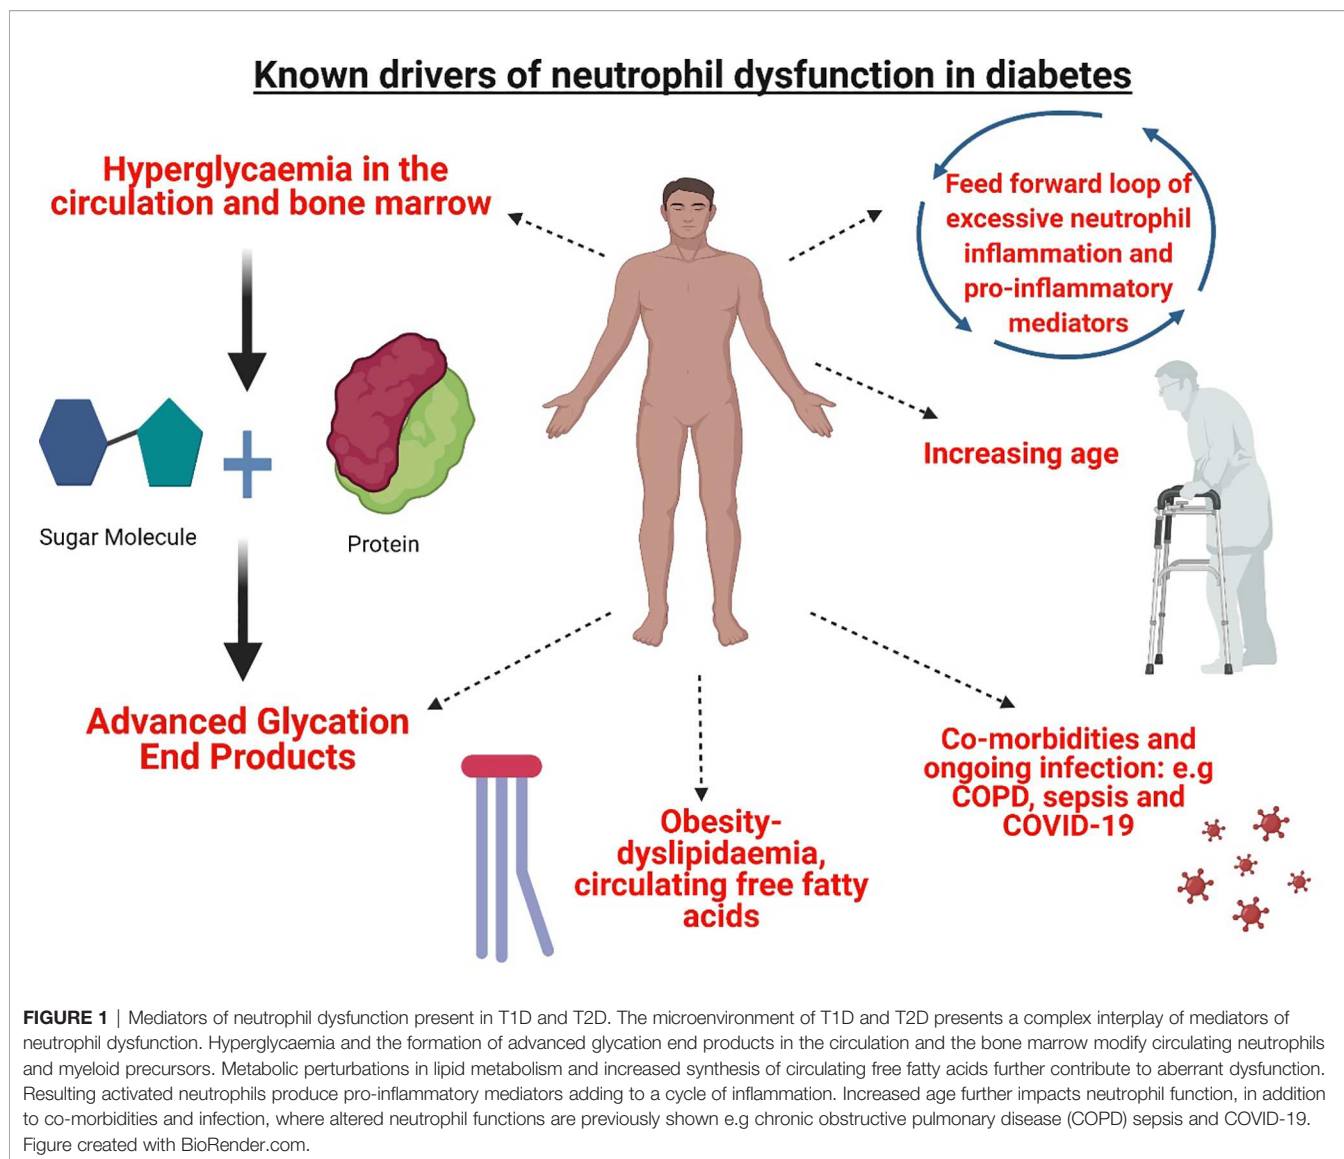 Known drivers of neutrophil dysfunction in diabetes
Hyperglycaemia in the
circulation and bone marrow
Feed forward loop of
excessive neutrophil
inflammation and
pro-inflammatory
mediators
Increasing age
Sugar Molecule
Protein
Advanced Glycation
End Products
Obesity-
dyslipidaemia,
circulating free fatty
acids
Co-morbidities and
ongoing infection: e.g
COPD, sepsis and
COVID-19
FIGURE 1 | Mediators of neutrophil dysfunction present in T1D and T2D. The microenvironment of T1D and T2D presents a complex interplay of mediators of
neutrophil dysfunction. Hyperglycaemia and the formation of advanced glycation end products in the circulation and the bone marrow modify circulating neutrophils
and myeloid precursors. Metabolic perturbations in lipid metabolism and increased synthesis of circulating free fatty acids further contribute to aberrant dysfunction.
Resulting activated neutrophils produce pro-inflammatory mediators adding to a cycle of inflammation. Increased age further impacts neutrophil function, in addition
to co-morbidities and infection, where altered neutrophil functions are previously shown e.g chronic obstructive pulmonary disease (COPD) sepsis and COVID-19.
Figure created with BioRender.com.